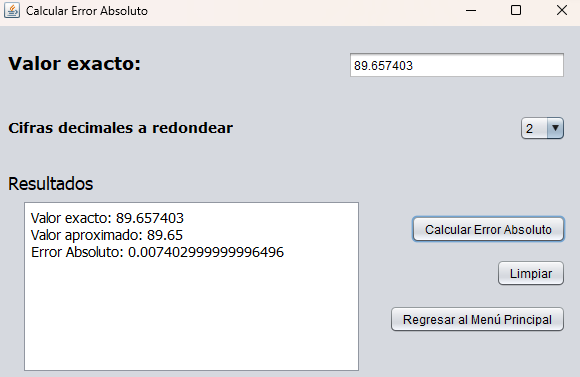 Calcular Error Absoluto
Valor exacto:
89.657403
Cifras decimales a redondear
2
Resultados
Valor exacto: 89.657403
Valor aproximado: 89.65
Error Absoluto: 0.007402999999996496
Calcular Error Absoluto
Limpiar
Regresar al Menú Principal